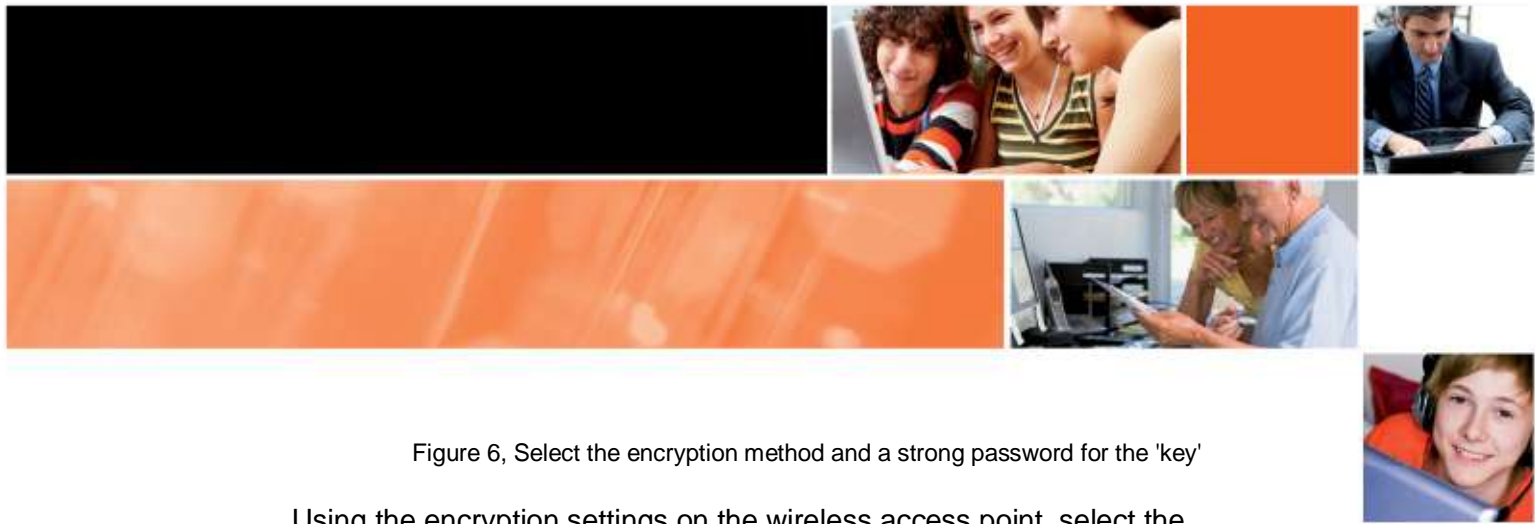 Figure 6, Select the encryption method and a strong password for the 'key'
Using the encryption settings on the wireless access point, select the